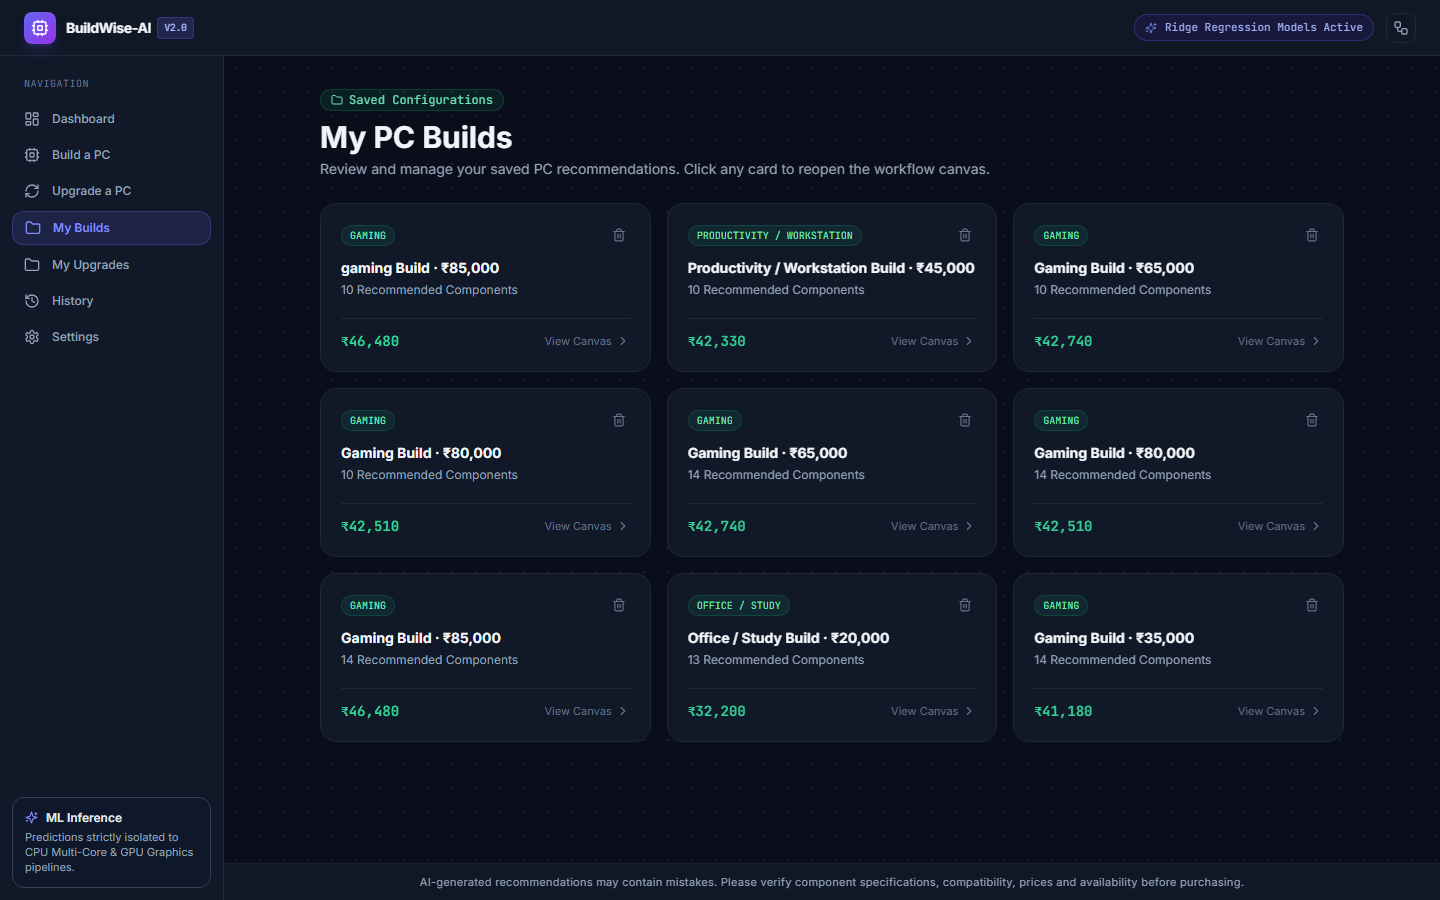 BuildWise-AI V2.0
Ridge Regression Models Active
NAVIGATION
Dashboard
Build a PC
Upgrade a PC
My Builds
My Upgrades
History
Settings
ML Inference
Predictions strictly isolated to
CPU Multi-Core & GPU Graphics
pipelines.
Saved Configurations
My PC Builds
Review and manage your saved PC recommendations. Click any card to reopen the workflow canvas.
GAMING
gaming Build · ₹85,000
10 Recommended Components
₹46,480
View Canvas
PRODUCTIVITY / WORKSTATION
Productivity / Workstation Build · ₹45,000
10 Recommended Components
₹42,330
View Canvas
GAMING
Gaming Build · ₹65,000
10 Recommended Components
₹42,740
View Canvas
GAMING
Gaming Build · ₹80,000
10 Recommended Components
₹42,510
View Canvas
GAMING
Gaming Build · ₹65,000
14 Recommended Components
₹42,740
View Canvas
GAMING
Gaming Build · ₹80,000
14 Recommended Components
₹42,510
View Canvas
GAMING
Gaming Build · ₹85,000
14 Recommended Components
₹46,480
View Canvas
OFFICE / STUDY
Office / Study Build · ₹20,000
13 Recommended Components
₹32,200
View Canvas
GAMING
Gaming Build · ₹35,000
14 Recommended Components
₹41,180
View Canvas
AI-generated recommendations may contain mistakes. Please verify component specifications, compatibility, prices and availability before purchasing.